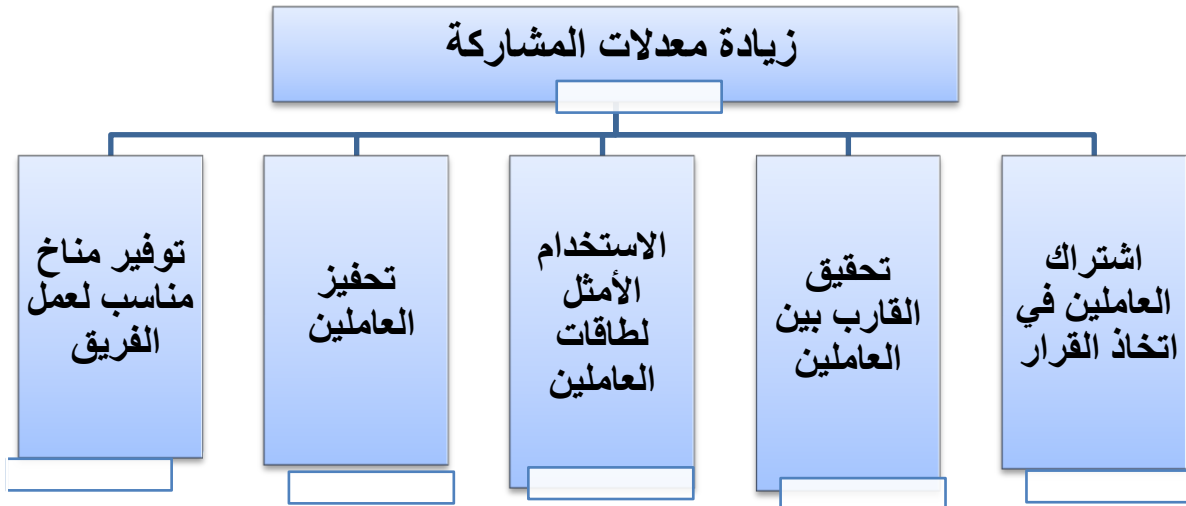 زيادة معدلات المشاركة
اشتراك
العاملين في
اتخاذ القرار
تحقيق
القارب بين
العاملين
الاستخدام
الأمثل
لطاقات
العاملين
تحفيز
العاملين
توفير مناخ
مناسب لعمل
الفريق